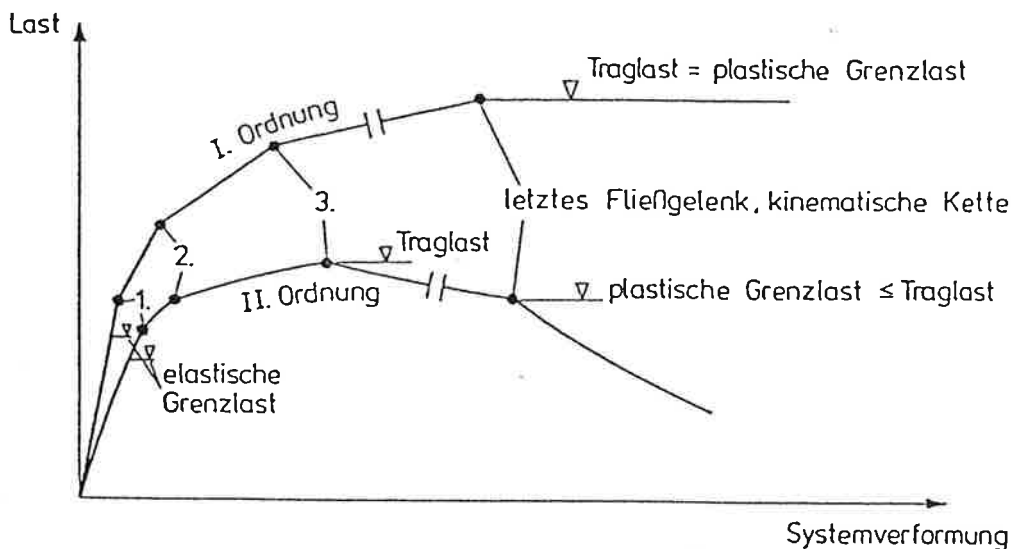 Last
Traglast = plastische Grenzlast
I. Ordnung
3.
letztes Fließgelenk, kinematische Kette
2.
Traglast
1.
II. Ordnung
plastische Grenzlast ≤ Traglast
elastische
Grenzlast
Systemverformung